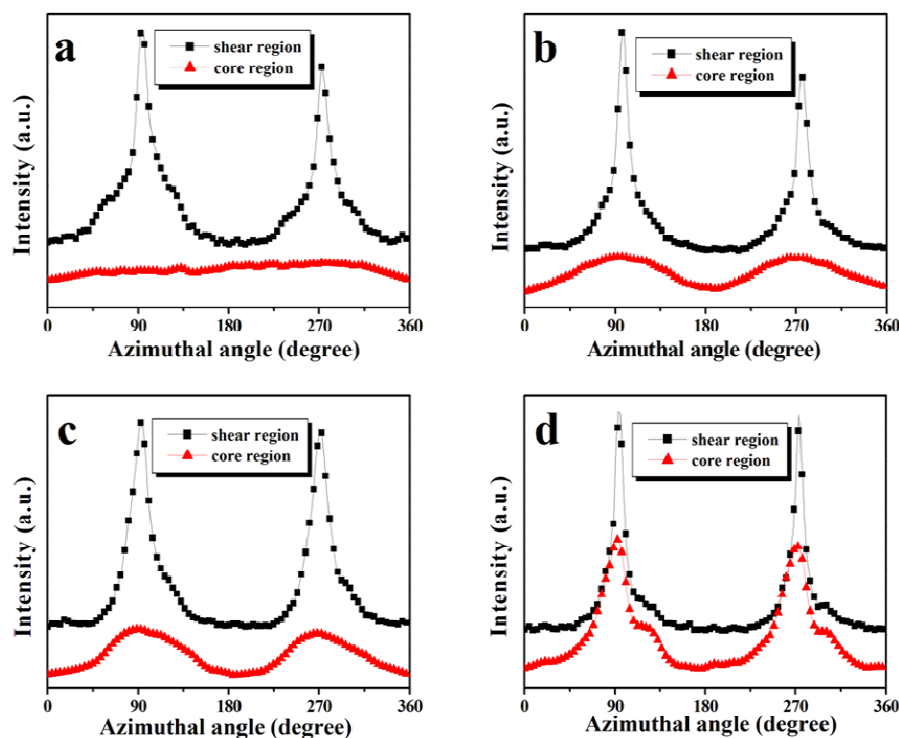 a
shear region
core region
Intensity (a.u.)
0 90 180 270 360
Azimuthal angle (degree)
b
shear region
core region
Intensity (a.u.)
0 90 180 270 360
Azimuthal angle (degree)
c
shear region
core region
Intensity (a.u.)
0 90 180 270 360
Azimuthal angle (degree)
d
shear region
core region
Intensity (a.u.)
0 90 180 270 360
Azimuthal angle (degree)